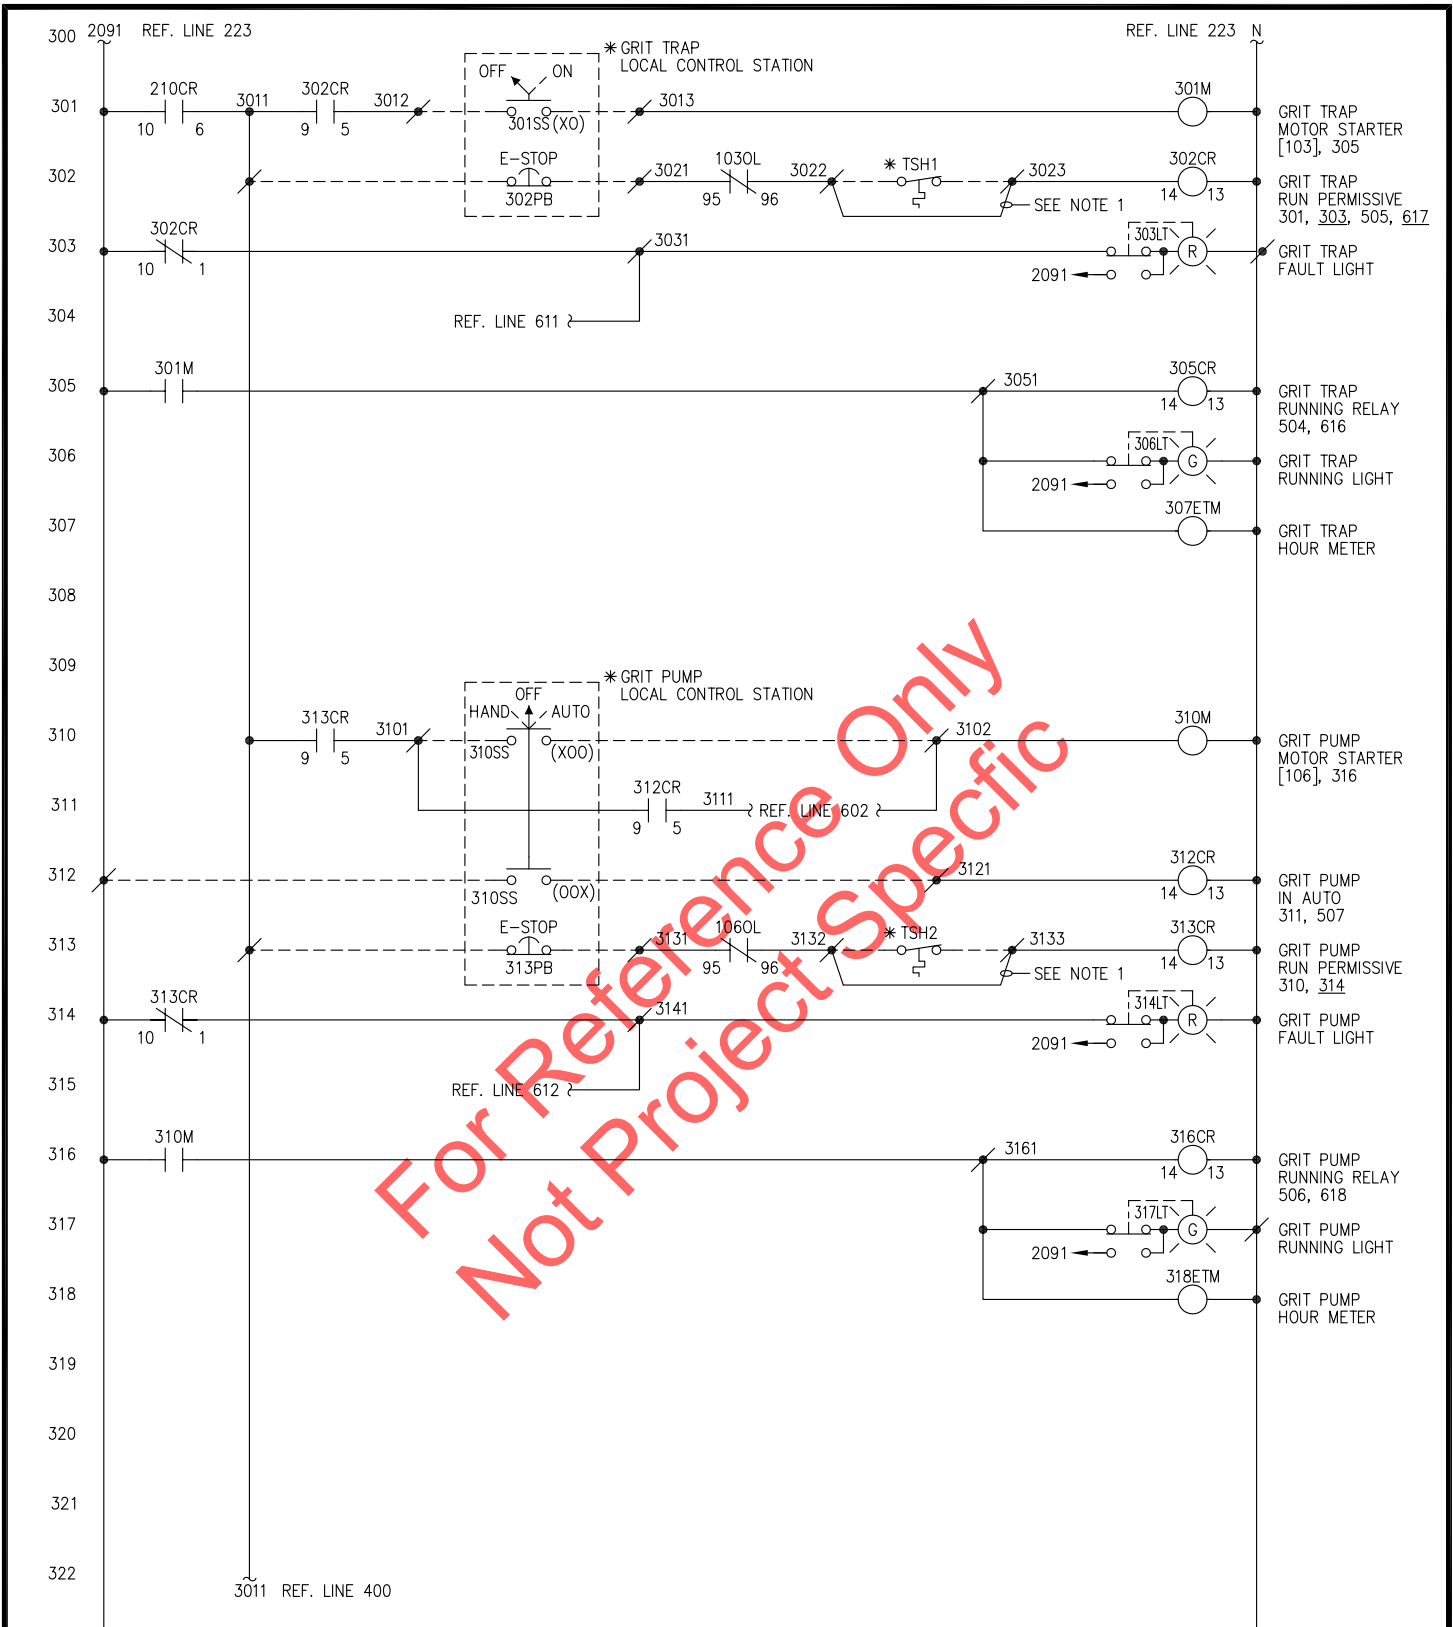 300 2091 REF. LINE 223 REF. LINE 223 N
* GRIT TRAP
LOCAL CONTROL STATION
OFF ON
301 210CR 3011 302CR 3012 3013 301M GRIT TRAP
10 6 9 5 301SS (XO) MOTOR STARTER
[103], 305
E-STOP
302 3021 103OL 3022 * TSH1 3023 302CR GRIT TRAP
302PB 95 96 14 13 RUN PERMISSIVE
SEE NOTE 1 301, 303, 505, 617
303 302CR 3031 303LT R GRIT TRAP
10 1 2091 FAULT LIGHT
304 REF. LINE 611
305 301M 3051 305CR GRIT TRAP
14 13 RUNNING RELAY
504, 616
306 306LT G GRIT TRAP
2091 RUNNING LIGHT
307 307ETM GRIT TRAP
HOUR METER
308
309
* GRIT PUMP
LOCAL CONTROL STATION
OFF
HAND AUTO
310 313CR 3101 3102 310M GRIT PUMP
9 5 310SS (XOO) MOTOR STARTER
[106], 316
311 312CR 3111 REF. LINE 602
9 5
312 3121 312CR GRIT PUMP
310SS (OOX) 14 13 IN AUTO
311, 507
E-STOP
313 3131 106OL 3132 * TSH2 3133 313CR GRIT PUMP
313PB 95 96 14 13 RUN PERMISSIVE
SEE NOTE 1 310, 314
314 313CR 3141 314LT R GRIT PUMP
10 1 2091 FAULT LIGHT
315 REF. LINE 612
316 310M 3161 316CR GRIT PUMP
14 13 RUNNING RELAY
506, 618
317 317LT G GRIT PUMP
2091 RUNNING LIGHT
318 318ETM GRIT PUMP
HOUR METER
319
320
321
322
3011 REF. LINE 400
For Reference Only
Not Project Specfic